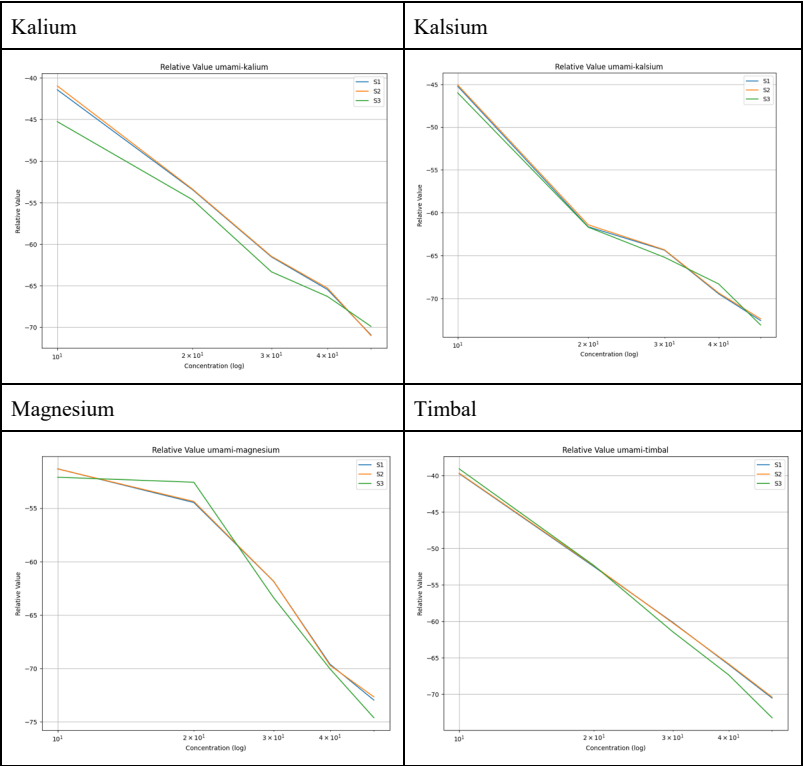 Kalium
Kalsium
Relative Value umami-kalium
−40
−45
−50
−55
−60
−65
−70
Relative Value
10¹
2 × 10¹
3 × 10¹
4 × 10¹
Concentration (log)
S1
S2
S3
Relative Value umami-kalsium
−45
−50
−55
−60
−65
−70
Relative Value
10¹
2 × 10¹
3 × 10¹
4 × 10¹
Concentration (log)
S1
S2
S3
Magnesium
Timbal
Relative Value umami-magnesium
−55
−60
−65
−70
−75
Relative Value
10¹
2 × 10¹
3 × 10¹
4 × 10¹
Concentration (log)
S1
S2
S3
Relative Value umami-timbal
−40
−45
−50
−55
−60
−65
−70
Relative Value
10¹
2 × 10¹
3 × 10¹
4 × 10¹
Concentration (log)
S1
S2
S3